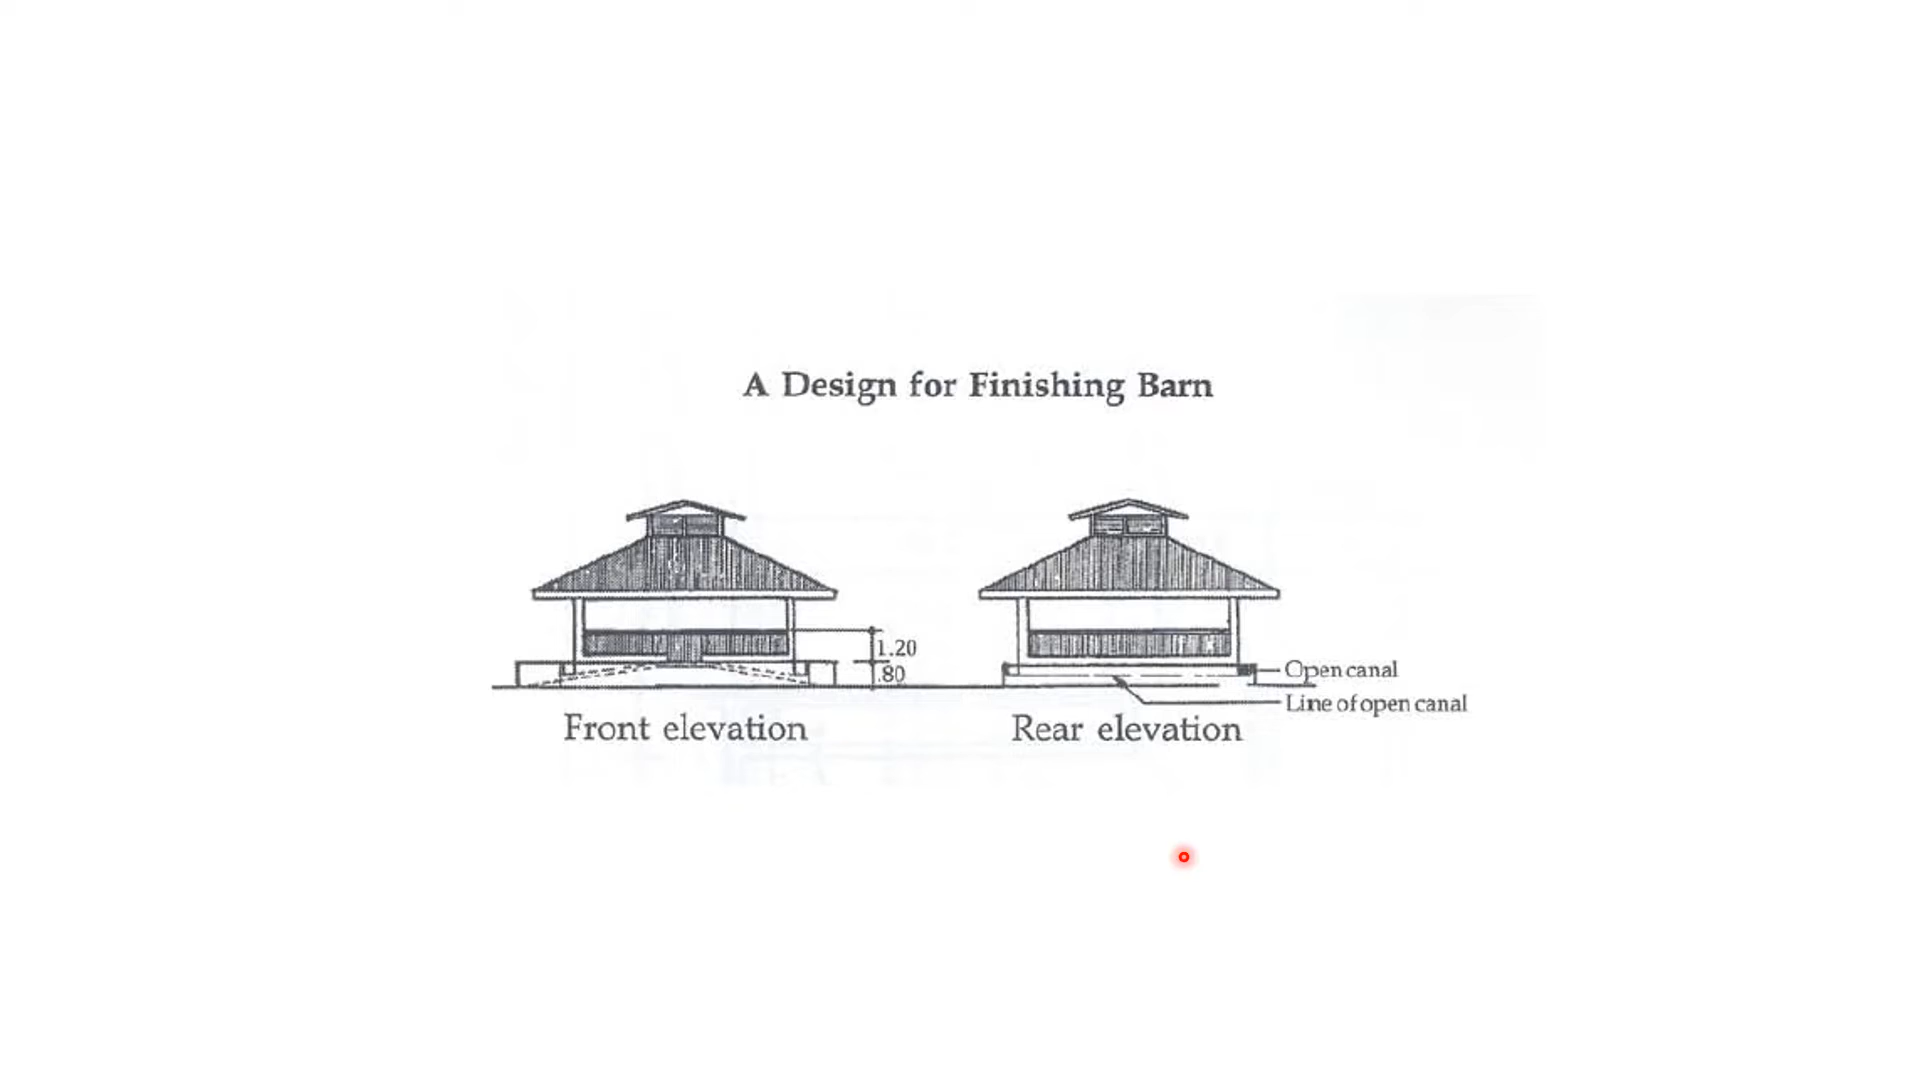 A Design for Finishing Barn
1.20
.80
Open canal
Line of open canal
Front elevation
Rear elevation